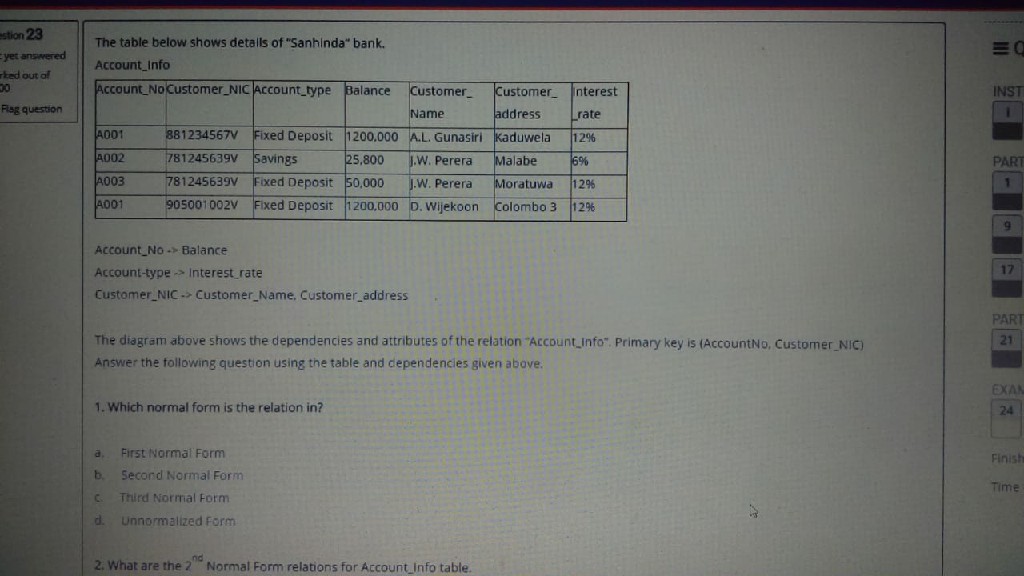 stion 23
yet answered
rked out of
00
Flag question
The table below shows details of "Sanhinda" bank.
Account_Info
Account_No Customer_NIC Account_type Balance Customer_ Name Customer_ address Interest _rate
A001 881234567V Fixed Deposit 1200,000 A.L. Gunasiri Kaduwela 12%
A002 781245639V Savings 25,800 J.W. Perera Malabe 6%
A003 781245639V Fixed Deposit 50,000 J.W. Perera Moratuwa 12%
A001 905001002V Fixed Deposit 1200,000 D. Wijekoon Colombo 3 12%
Account_No -> Balance
Account-type -> Interest_rate
Customer_NIC -> Customer_Name, Customer_address
The diagram above shows the dependencies and attributes of the relation "Account_Info". Primary key is (AccountNo, Customer_NIC)
Answer the following question using the table and dependencies given above.
1. Which normal form is the relation in?
a. First Normal Form
b. Second Normal Form
c. Third Normal Form
d. Unnormalized Form
2. What are the 2nd Normal Form relations for Account_Info table.
INST
i
PART
1
9
17
PART
21
EXAM
24
Finish
Time